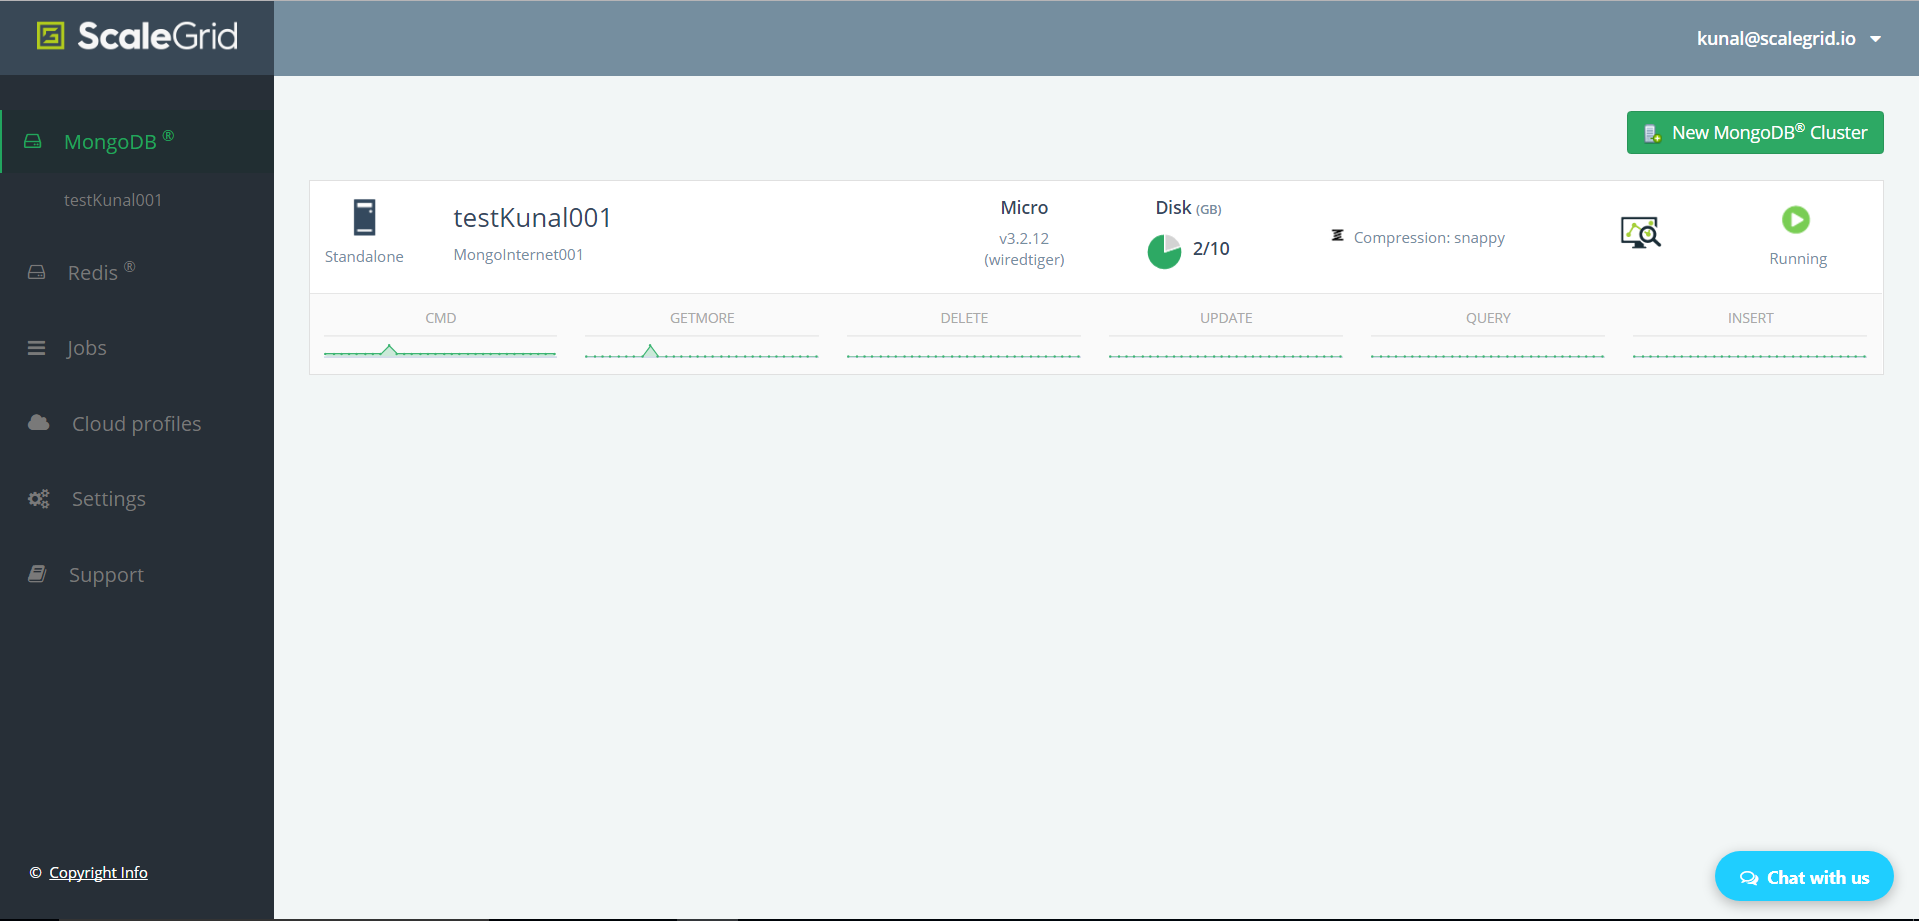 ScaleGrid
kunal@scalegrid.io
MongoDB ®
testKunal001
Redis ®
Jobs
Cloud profiles
Settings
Support
© Copyright Info
New MongoDB® Cluster
Standalone
testKunal001
MongoInternet001
Micro
v3.2.12
(wiredtiger)
Disk (GB)
2/10
Compression: snappy
Running
CMD
GETMORE
DELETE
UPDATE
QUERY
INSERT
Chat with us